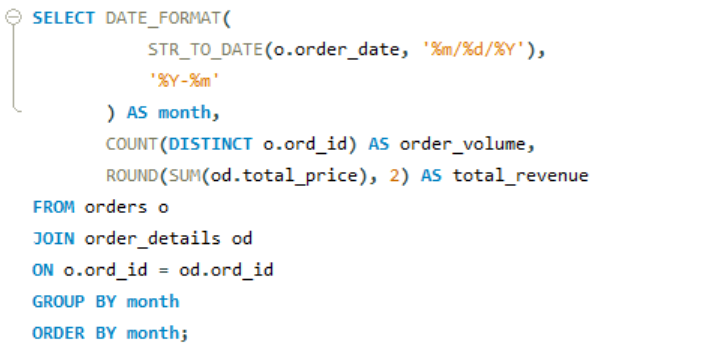 SELECT DATE_FORMAT(
STR_TO_DATE(o.order_date, '%m/%d/%Y'),
'%Y-%m'
) AS month,
COUNT(DISTINCT o.ord_id) AS order_volume,
ROUND(SUM(od.total_price), 2) AS total_revenue
FROM orders o
JOIN order_details od
ON o.ord_id = od.ord_id
GROUP BY month
ORDER BY month;